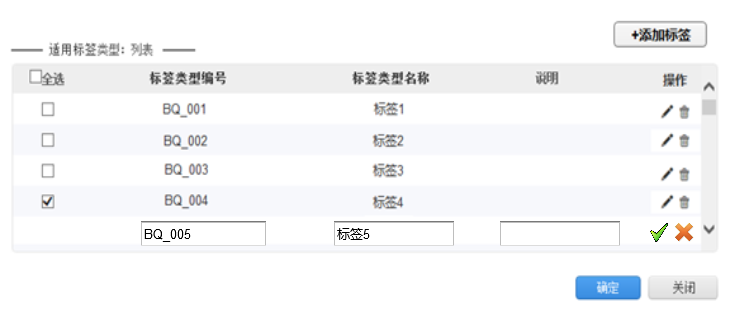 +添加标签
适用标签类型：列表
全选 标签类型编号 标签类型名称 说明 操作
BQ_001 标签1
BQ_002 标签2
BQ_003 标签3
BQ_004 标签4
BQ_005 标签5
确定 关闭